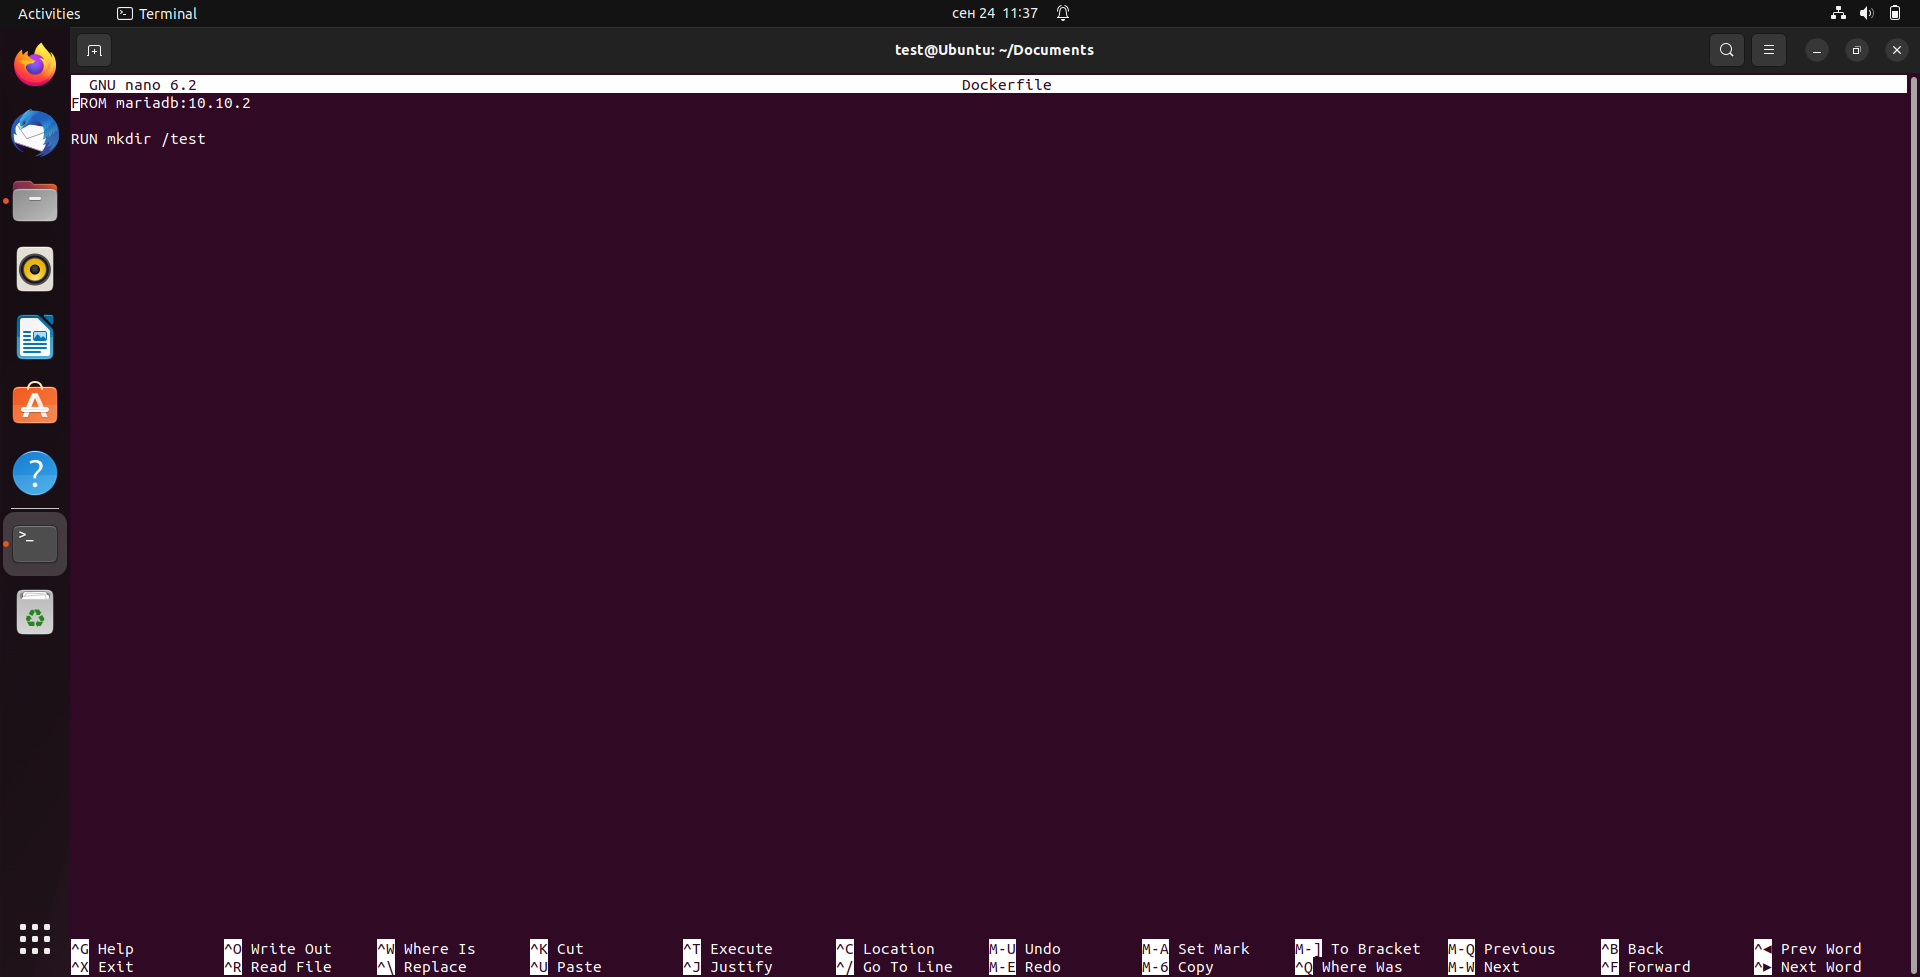 Activities Terminal сен 24 11:37
test@Ubuntu: ~/Documents
GNU nano 6.2 Dockerfile
FROM mariadb:10.10.2
RUN mkdir /test
^G Help ^O Write Out ^W Where Is ^K Cut ^T Execute ^C Location M-U Undo M-A Set Mark M-] To Bracket M-Q Previous ^B Back ^◂ Prev Word
^X Exit ^R Read File ^\ Replace ^U Paste ^J Justify ^/ Go To Line M-E Redo M-6 Copy ^Q Where Was M-W Next ^F Forward ^▸ Next Word